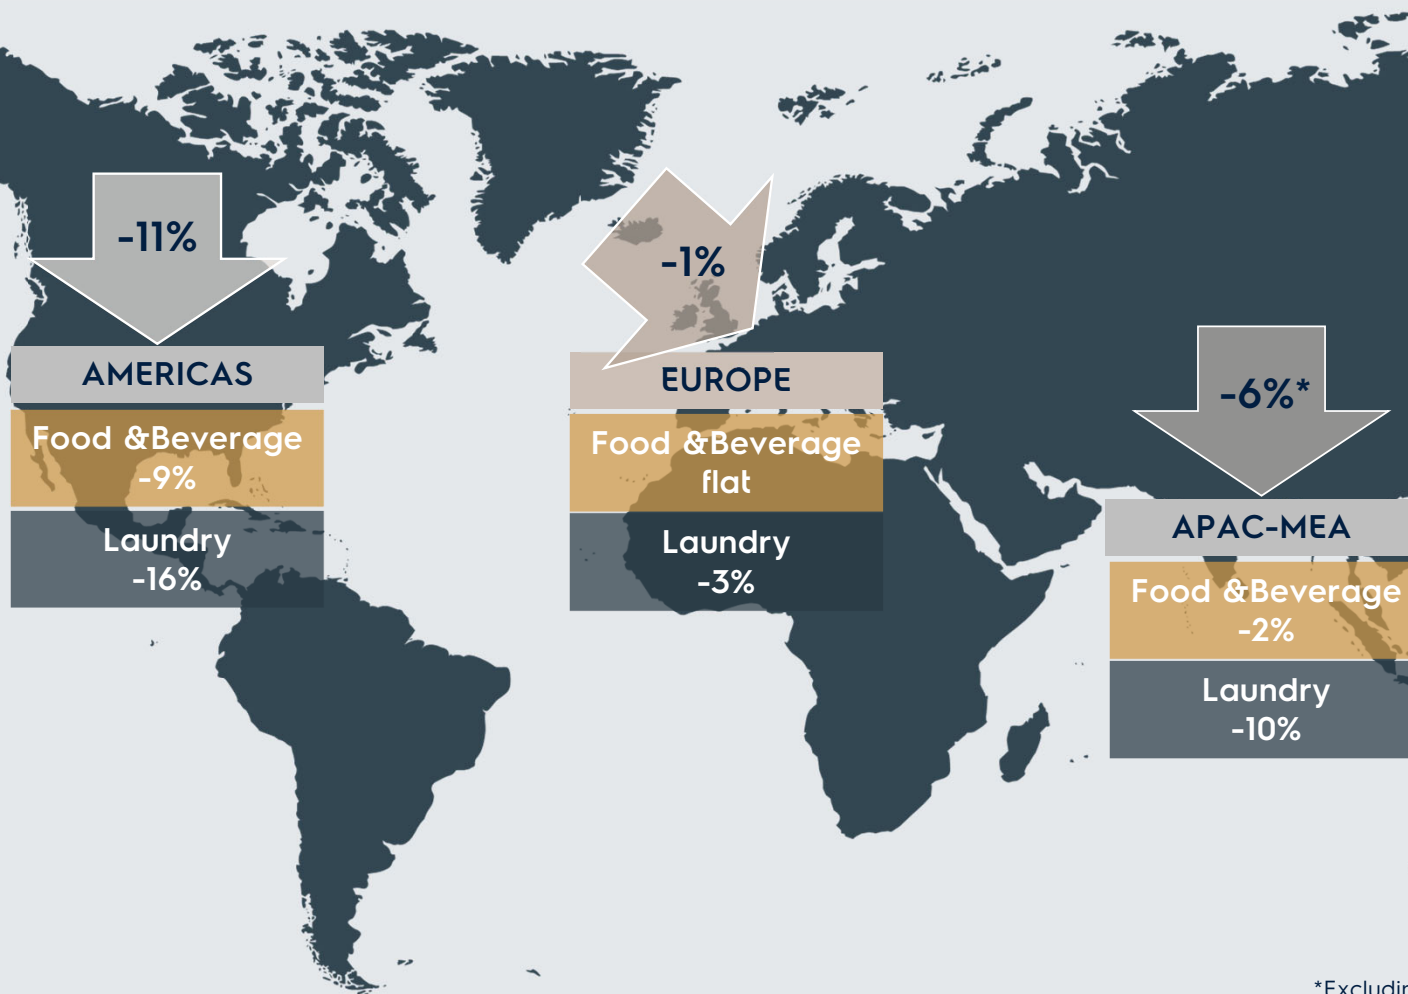 -11%
AMERICAS
Food &Beverage
-9%
Laundry
-16%
-1%
EUROPE
Food &Beverage
flat
Laundry
-3%
-6%*
APAC-MEA
Food &Beverage
-2%
Laundry
-10%